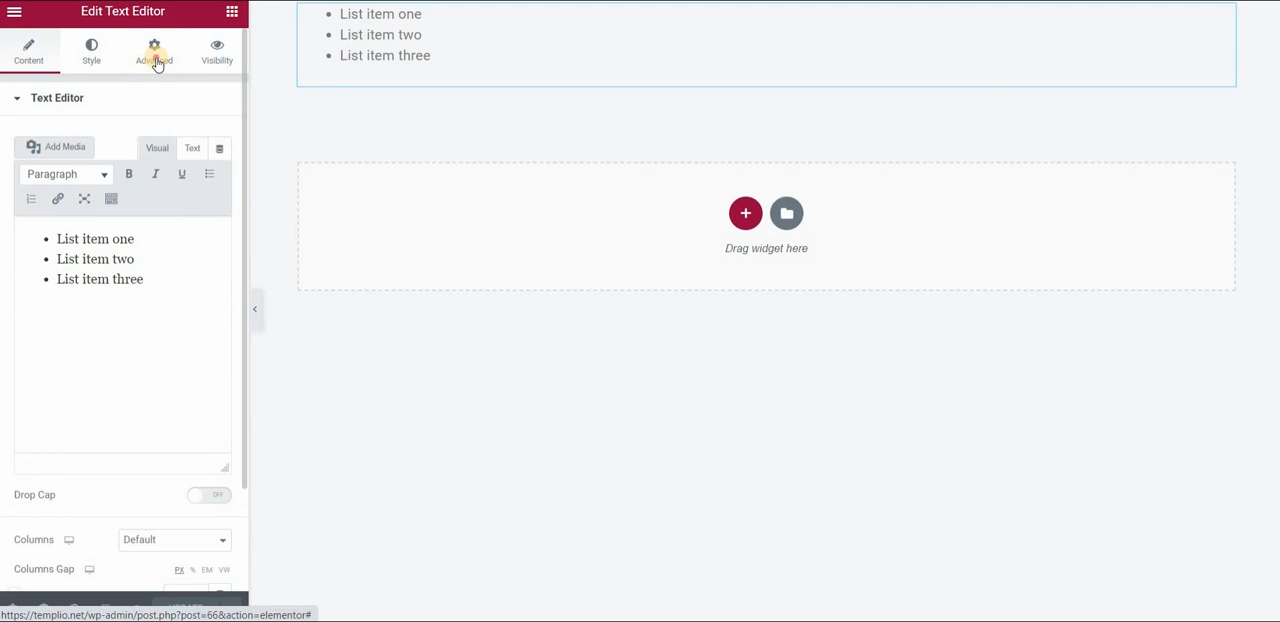 Edit Text Editor
Content
Style
Advanced
Visibility
Text Editor
Add Media
Visual
Text
Paragraph
B
I
U
List item one
List item two
List item three
Drop Cap
OFF
Columns
Default
Columns Gap
PX % EM VW
https://templio.net/wp-admin/post.php?post=66&action=elementor#
List item one
List item two
List item three
Drag widget here